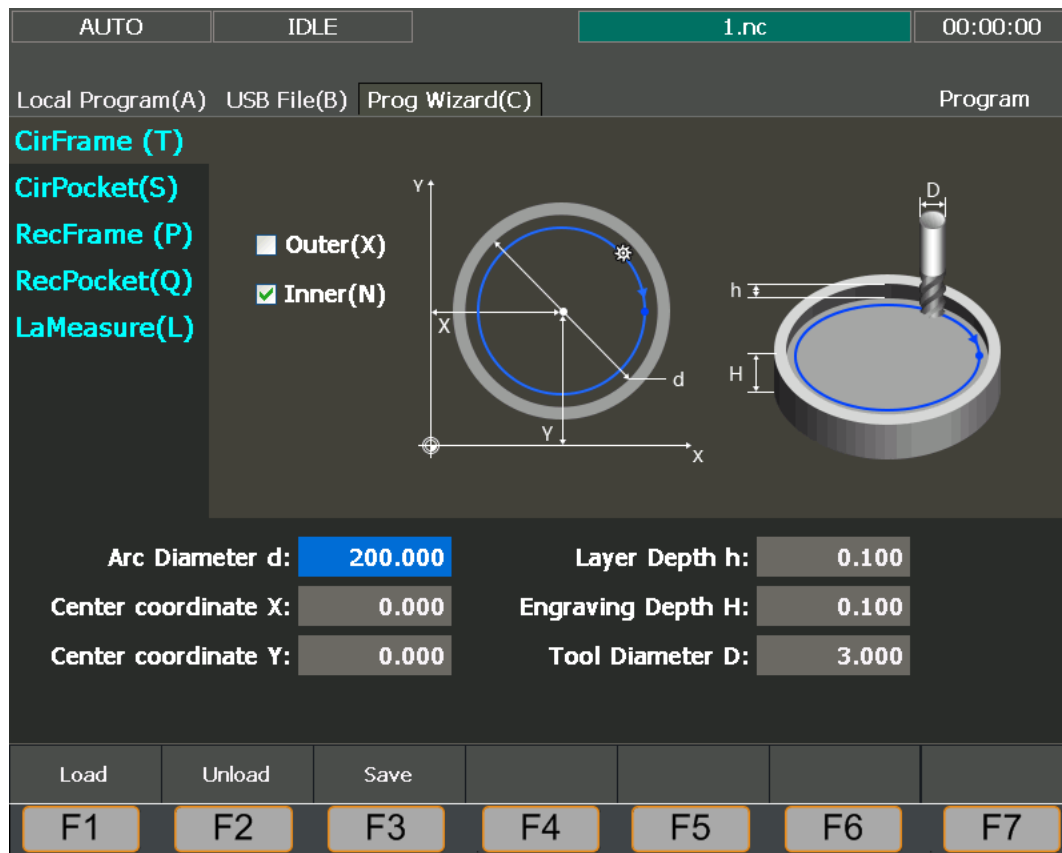 AUTO IDLE 1.nc 00:00:00
Local Program(A) USB File(B) Prog Wizard(C) Program
CirFrame (T)
CirPocket(S)
RecFrame (P)
RecPocket(Q)
LaMeasure(L)
Outer(X)
Inner(N)
Y
X
d
Y
X
D
h
H
Arc Diameter d: 200.000 Layer Depth h: 0.100
Center coordinate X: 0.000 Engraving Depth H: 0.100
Center coordinate Y: 0.000 Tool Diameter D: 3.000
Load Unload Save
F1 F2 F3 F4 F5 F6 F7